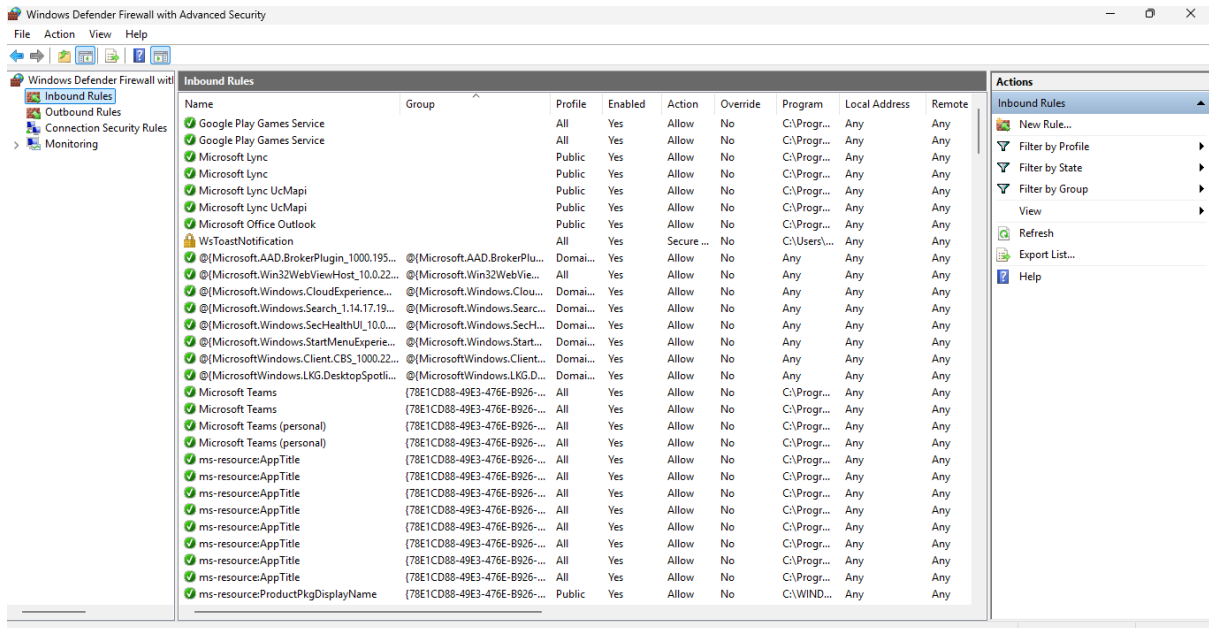 Windows Defender Firewall with Advanced Security
File Action View Help
Windows Defender Firewall witl
Inbound Rules
Outbound Rules
Connection Security Rules
Monitoring
Inbound Rules
Name Group Profile Enabled Action Override Program Local Address Remote
Google Play Games Service All Yes Allow No C:\Progr... Any Any
Google Play Games Service All Yes Allow No C:\Progr... Any Any
Microsoft Lync Public Yes Allow No C:\Progr... Any Any
Microsoft Lync Public Yes Allow No C:\Progr... Any Any
Microsoft Lync UcMapi Public Yes Allow No C:\Progr... Any Any
Microsoft Lync UcMapi Public Yes Allow No C:\Progr... Any Any
Microsoft Office Outlook Public Yes Allow No C:\Progr... Any Any
WsToastNotification All Yes Secure ... No C:\Users\... Any Any
@{Microsoft.AAD.BrokerPlugin_1000.195... @{Microsoft.AAD.BrokerPlu... Domai... Yes Allow No Any Any Any
@{Microsoft.Win32WebViewHost_10.0.22... @{Microsoft.Win32WebVie... All Yes Allow No Any Any Any
@{Microsoft.Windows.CloudExperience... @{Microsoft.Windows.Clou... Domai... Yes Allow No Any Any Any
@{Microsoft.Windows.Search_1.14.17.19... @{Microsoft.Windows.Searc... Domai... Yes Allow No Any Any Any
@{Microsoft.Windows.SecHealthUI_10.0.... @{Microsoft.Windows.SecH... Domai... Yes Allow No Any Any Any
@{Microsoft.Windows.StartMenuExperie... @{Microsoft.Windows.Start... Domai... Yes Allow No Any Any Any
@{MicrosoftWindows.Client.CBS_1000.22... @{MicrosoftWindows.Client... Domai... Yes Allow No Any Any Any
@{MicrosoftWindows.LKG.DesktopSpotli... @{MicrosoftWindows.LKG.D... Domai... Yes Allow No Any Any Any
Microsoft Teams {78E1CD88-49E3-476E-B926-... All Yes Allow No C:\Progr... Any Any
Microsoft Teams {78E1CD88-49E3-476E-B926-... All Yes Allow No C:\Progr... Any Any
Microsoft Teams (personal) {78E1CD88-49E3-476E-B926-... All Yes Allow No C:\Progr... Any Any
Microsoft Teams (personal) {78E1CD88-49E3-476E-B926-... All Yes Allow No C:\Progr... Any Any
ms-resource:AppTitle {78E1CD88-49E3-476E-B926-... All Yes Allow No C:\Progr... Any Any
ms-resource:AppTitle {78E1CD88-49E3-476E-B926-... All Yes Allow No C:\Progr... Any Any
ms-resource:AppTitle {78E1CD88-49E3-476E-B926-... All Yes Allow No C:\Progr... Any Any
ms-resource:AppTitle {78E1CD88-49E3-476E-B926-... All Yes Allow No C:\Progr... Any Any
ms-resource:AppTitle {78E1CD88-49E3-476E-B926-... All Yes Allow No C:\Progr... Any Any
ms-resource:AppTitle {78E1CD88-49E3-476E-B926-... All Yes Allow No C:\Progr... Any Any
ms-resource:AppTitle {78E1CD88-49E3-476E-B926-... All Yes Allow No C:\Progr... Any Any
ms-resource:AppTitle {78E1CD88-49E3-476E-B926-... All Yes Allow No C:\Progr... Any Any
ms-resource:ProductPkgDisplayName {78E1CD88-49E3-476E-B926-... Public Yes Allow No C:\WIND... Any Any
Actions
Inbound Rules
New Rule...
Filter by Profile
Filter by State
Filter by Group
View
Refresh
Export List...
Help